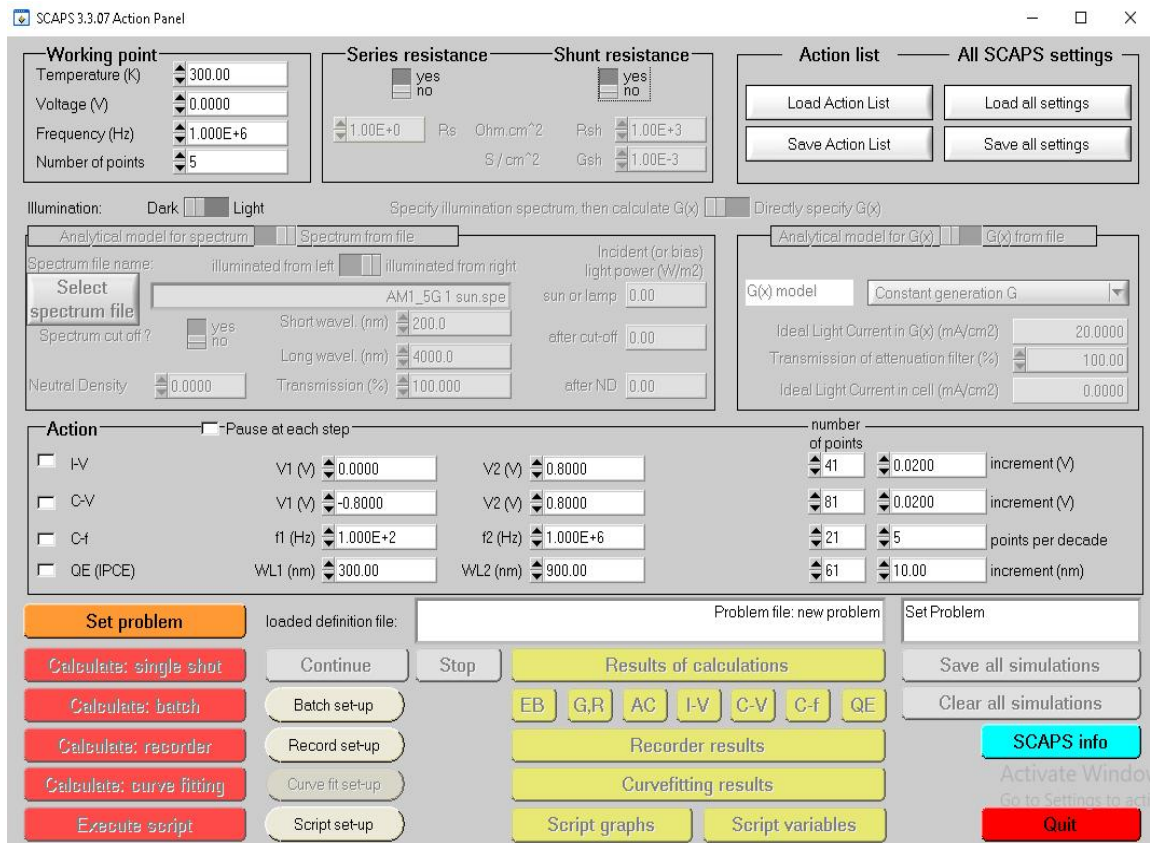 SCAPS 3.3.07 Action Panel
Working point
Temperature (K) 300.00
Voltage (V) 0.0000
Frequency (Hz) 1.000E+6
Number of points 5
Series resistance Shunt resistance
yes yes
no no
1.00E+0 Rs Ohm.cm^2 Rsh 1.00E+3
S / cm^2 Gsh 1.00E-3
Action list All SCAPS settings
Load Action List Load all settings
Save Action List Save all settings
Illumination: Dark Light Specify illumination spectrum, then calculate G(x) Directly specify G(x)
Analytical model for spectrum Spectrum from file
Spectrum file name: illuminated from left illuminated from right
Incident (or bias)
light power (W/m2)
Select
spectrum file
AM1_5G 1 sun.spe sun or lamp 0.00
Spectrum cut off ? yes
no
Short wavel. (nm) 200.0
after cut-off 0.00
Long wavel. (nm) 4000.0
Neutral Density 0.0000 Transmission (%) 100.000 after ND 0.00
Analytical model for G(x) G(x) from file
G(x) model Constant generation G
Ideal Light Current in G(x) (mA/cm2) 20.0000
Transmission of attenuation filter (%) 100.00
Ideal Light Current in cell (mA/cm2) 0.0000
Action Pause at each step
number
of points
I-V V1 (V) 0.0000 V2 (V) 0.8000 41 0.0200 increment (V)
C-V V1 (V) -0.8000 V2 (V) 0.8000 81 0.0200 increment (V)
C-f f1 (Hz) 1.000E+2 f2 (Hz) 1.000E+6 21 5 points per decade
QE (IPCE) WL1 (nm) 300.00 WL2 (nm) 900.00 61 10.00 increment (nm)
Set problem loaded definition file: Problem file: new problem Set Problem
Calculate: single shot Continue Stop Results of calculations Save all simulations
Calculate: batch Batch set-up EB G,R AC I-V C-V C-f QE Clear all simulations
Calculate: recorder Record set-up Recorder results SCAPS info
Calculate: curve fitting Curve fit set-up Curvefitting results
Activate Window
Go to Settings to acti
Execute script Script set-up Script graphs Script variables Quit